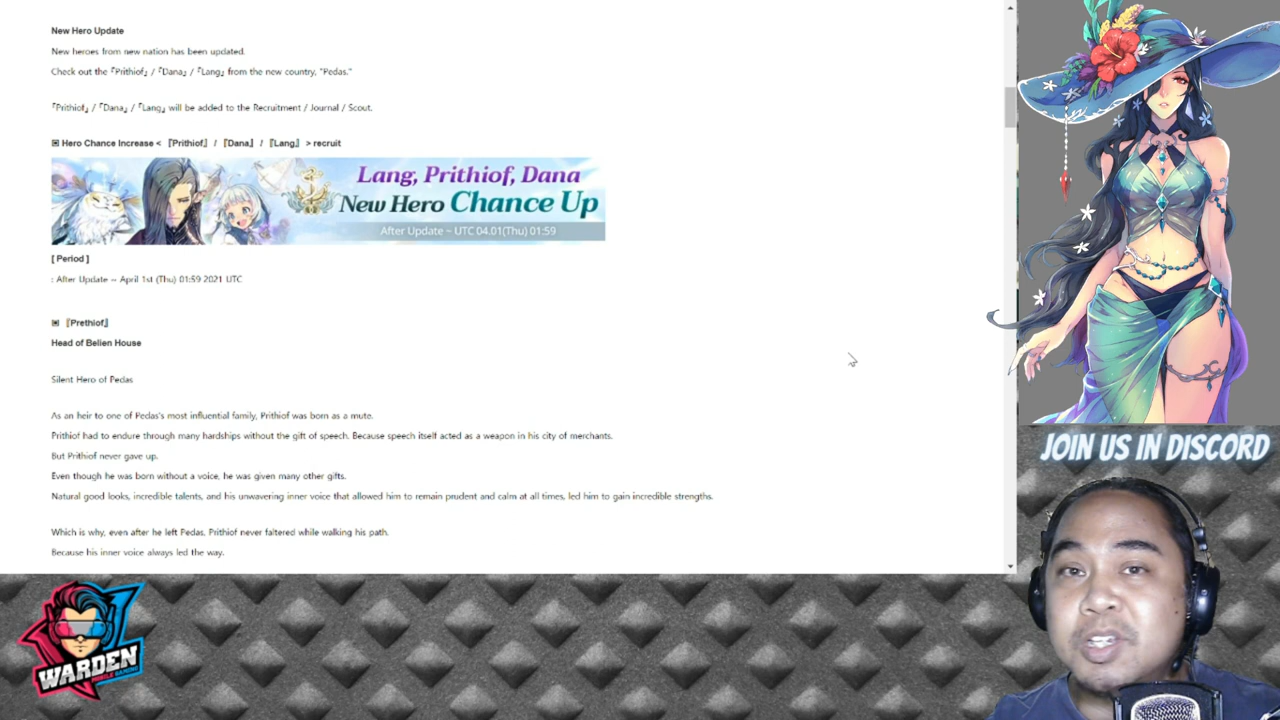 New Hero Update
New heroes from new nation has been updated.
Check out the 『Prithiof』 / 『Dana』 / 『Lang』 from the new country, "Pedas."
『Prithiof』 / 『Dana』 / 『Lang』 will be added to the Recruitment / Journal / Scout.
▣ Hero Chance Increase < 『Prithiof』 / 『Dana』 / 『Lang』 > recruit
Lang, Prithiof, Dana
New Hero Chance Up
After Update ~ UTC 04.01(Thu) 01:59
[ Period ]
: After Update ~ April 1st (Thu) 01:59 2021 UTC
▣ 『Prethiof』
Head of Belien House
Silent Hero of Pedas
As an heir to one of Pedas's most influential family, Prithiof was born as a mute.
Prithiof had to endure through many hardships without the gift of speech. Because speech itself acted as a weapon in his city of merchants.
But Prithiof never gave up.
Even though he was born without a voice, he was given many other gifts.
Natural good looks, incredible talents, and his unwavering inner voice that allowed him to remain prudent and calm at all times, led him to gain incredible strengths.
Which is why, even after he left Pedas, Prithiof never faltered while walking his path.
Because his inner voice always led the way.
JOIN US IN DISCORD
WARDEN
MOBILE GAMING